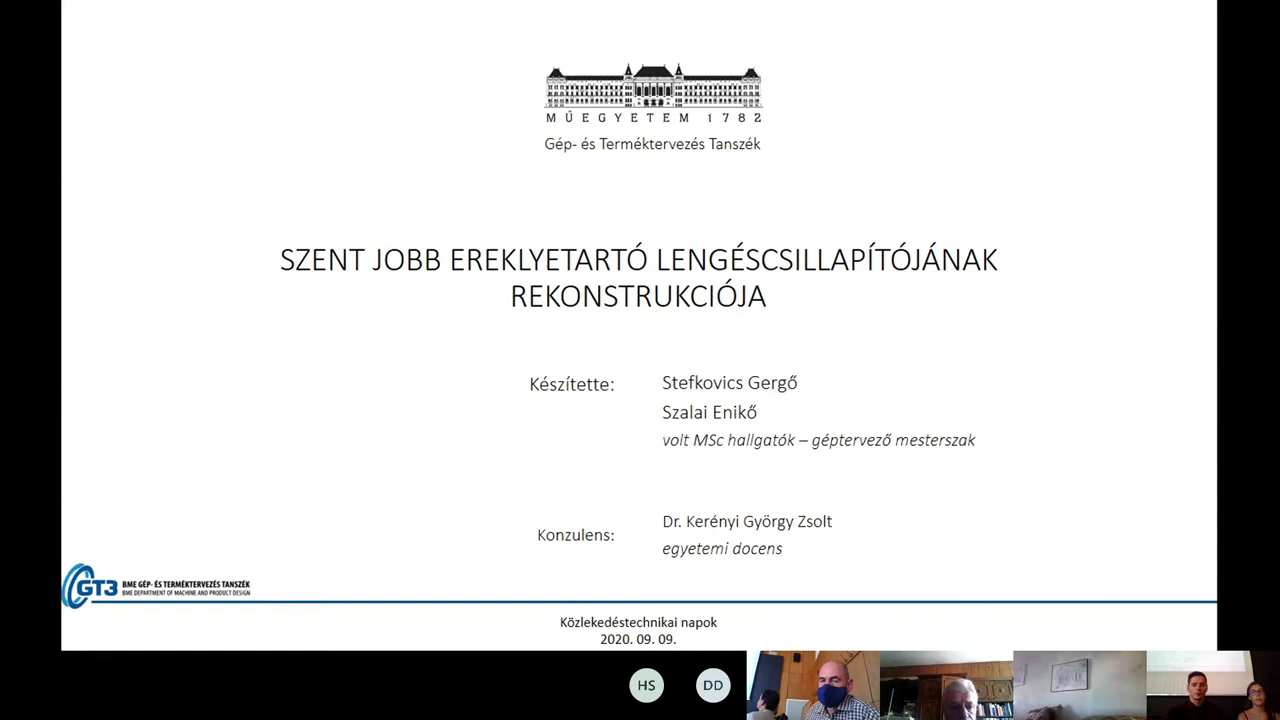 MŰEGYETEM 1782
Gép- és Terméktervezés Tanszék
SZENT JOBB EREKLYETARTÓ LENGÉSCSILLAPÍTÓJÁNAK
REKONSTRUKCIÓJA
Készítette:
Stefkovics Gergő
Szalai Enikő
volt MSc hallgatók – géptervező mesterszak
Konzulens:
Dr. Kerényi György Zsolt
egyetemi docens
GT3
BME GÉP- ÉS TERMÉKTERVEZÉS TANSZÉK
BME DEPARTMENT OF MACHINE AND PRODUCT DESIGN
Közlekedéstechnikai napok
2020. 09. 09.
HS
DD